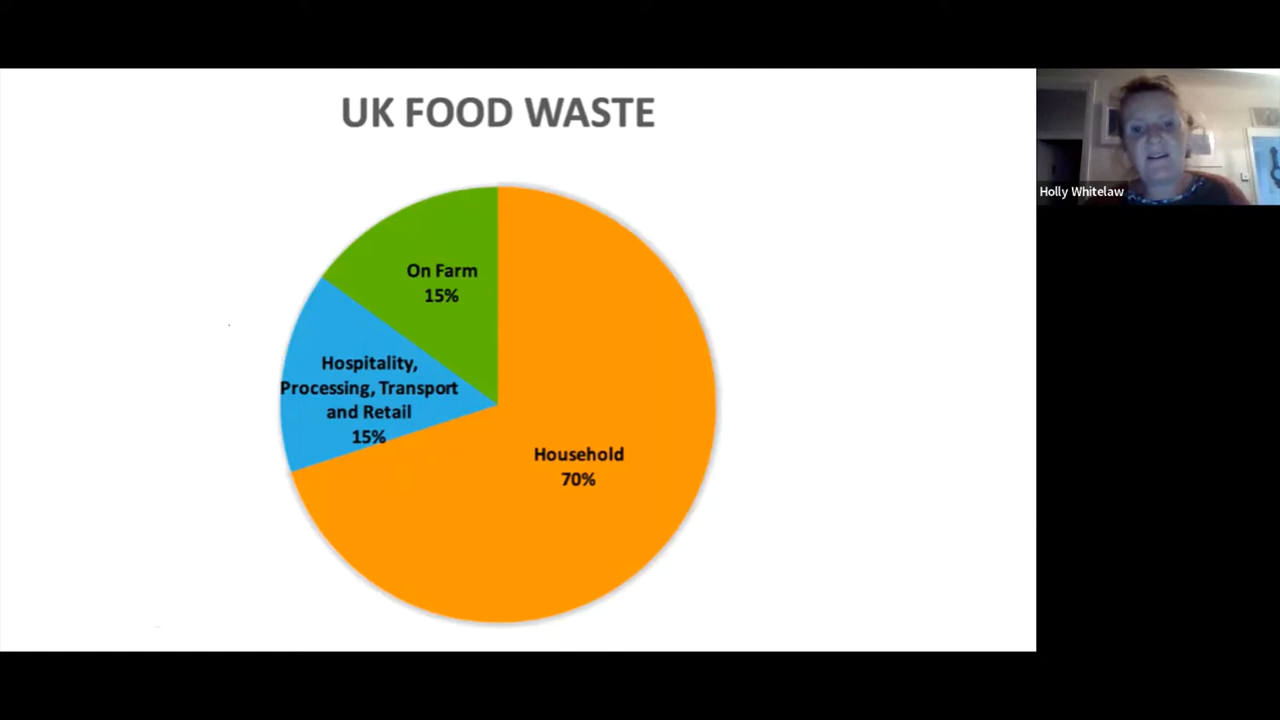 UK FOOD WASTE
On Farm
15%
Hospitality,
Processing, Transport
and Retail
15%
Household
70%
Holly Whitelaw